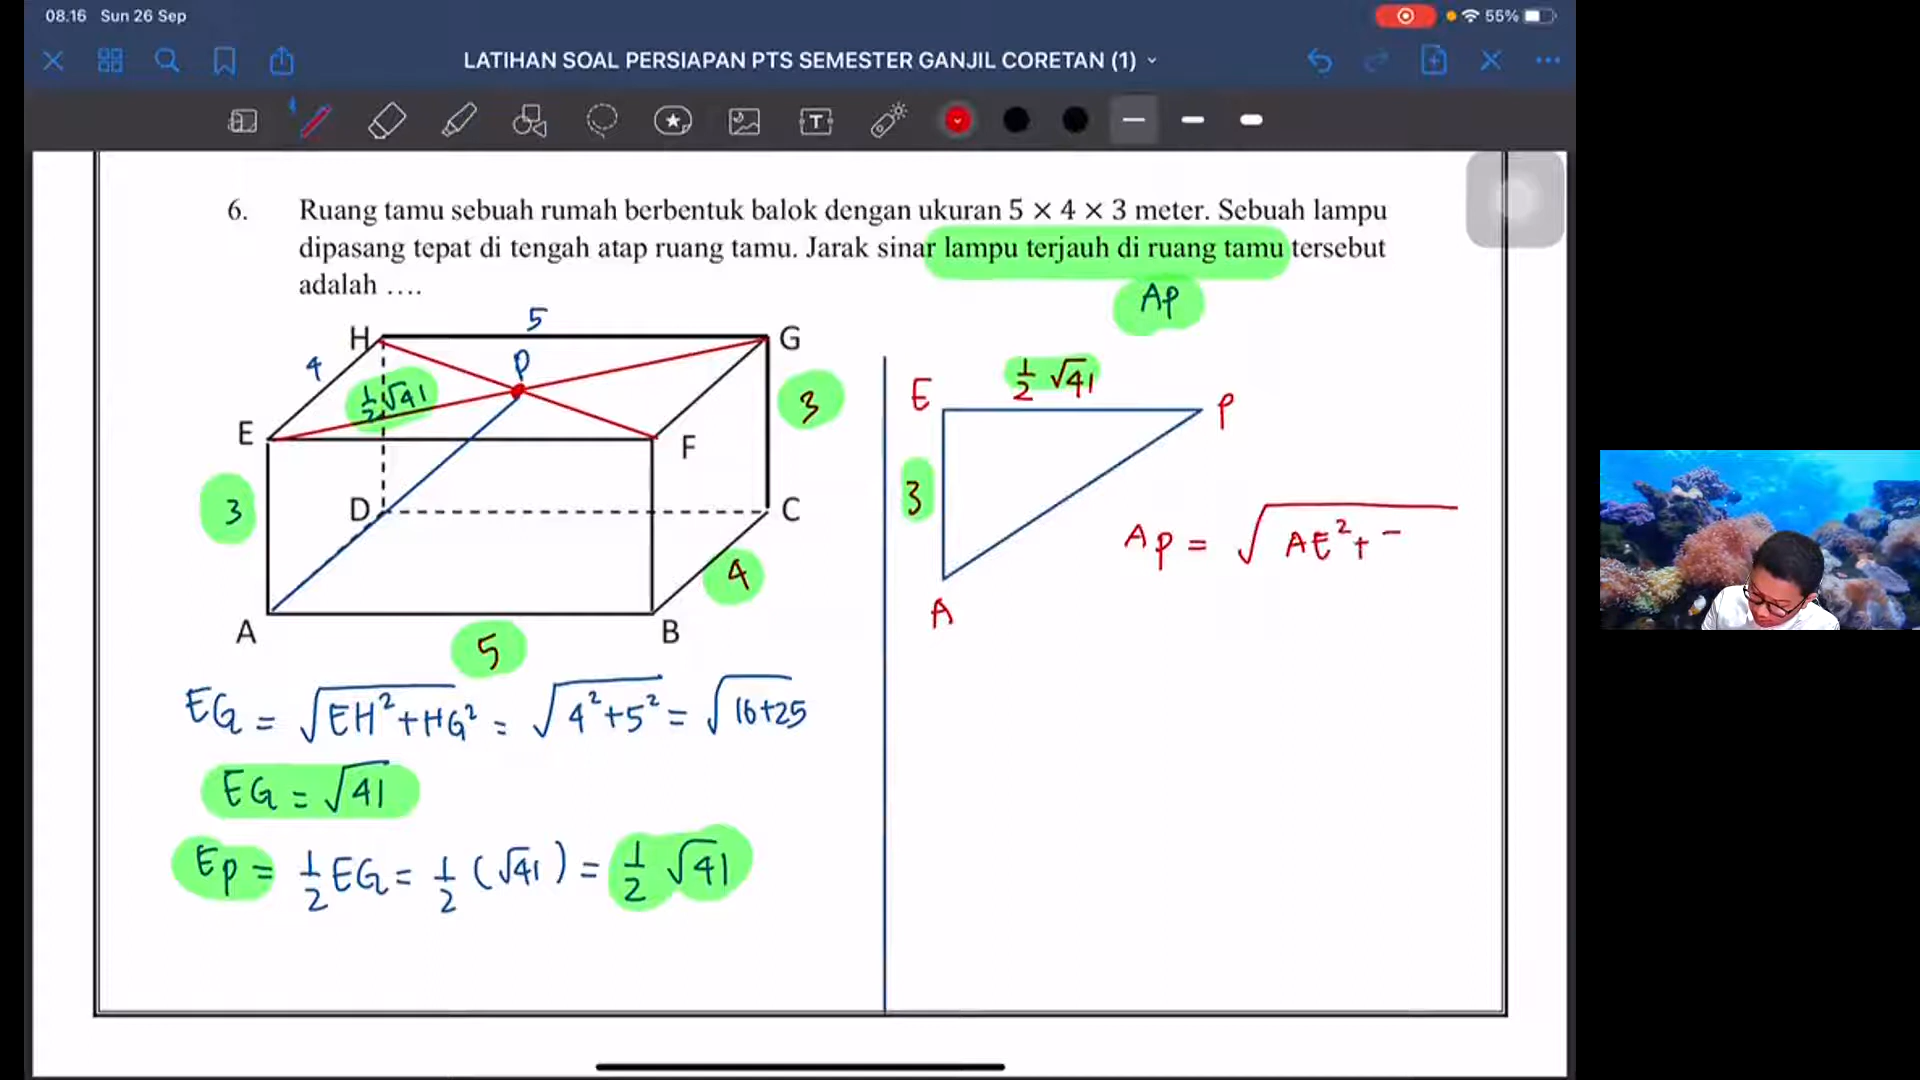 08.16 Sun 26 Sep
55%
LATIHAN SOAL PERSIAPAN PTS SEMESTER GANJIL CORETAN (1)
T
6. Ruang tamu sebuah rumah berbentuk balok dengan ukuran 5 × 4 × 3 meter. Sebuah lampu
dipasang tepat di tengah atap ruang tamu. Jarak sinar lampu terjauh di ruang tamu tersebut
adalah ….
AP
H 5 G
4 P
½√41 3
E F
3 D C
4
A 5 B
EG = √EH²+HG² = √4²+5² = √16+25
EG = √41
EP = ½ EG = ½ (√41) = ½ √41
½ √41
E P
3
A
AP = √AE²+